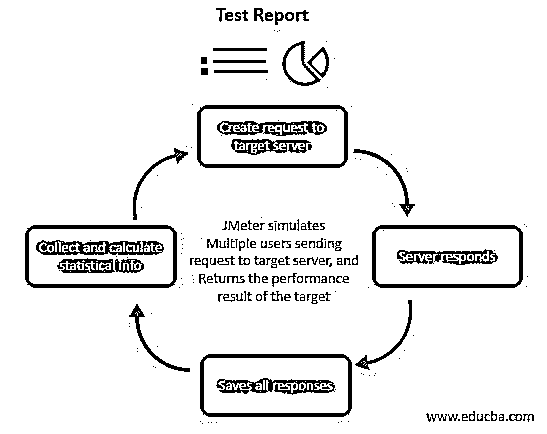 Test Report
Create request to
target server
Server responds
Saves all responses
Collect and calculate
statistical info
JMeter simulates
Multiple users sending
request to target server, and
Returns the performance
result of the target
www.educba.com